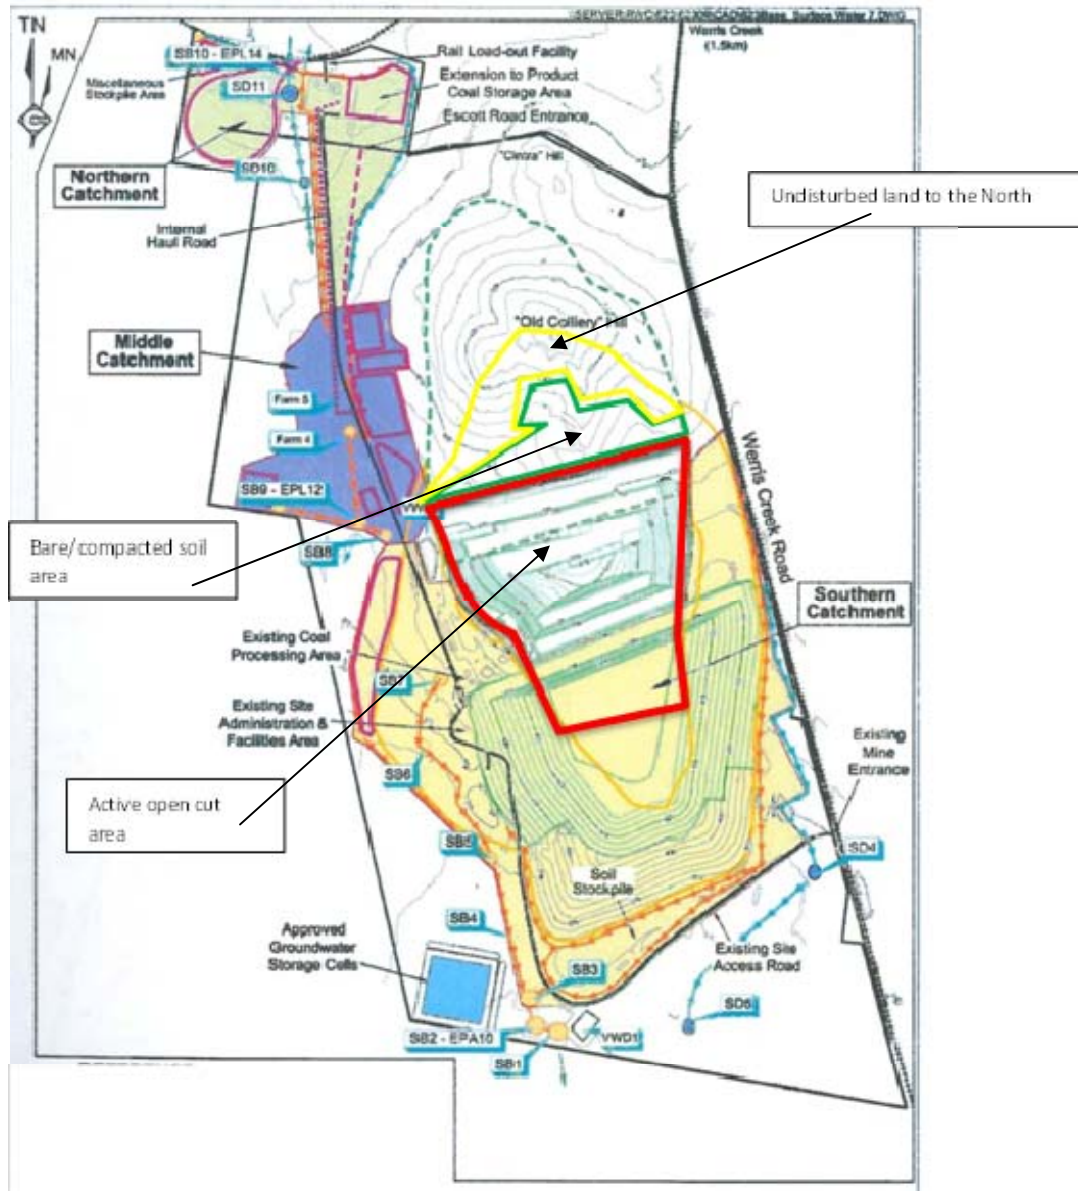 TN
MN
Werris Creek
(1.5km)
SB10 - EPL14
Rail Load-out Facility
Miscellaneous
Stockpile Area
SD11
Extension to Product
Coal Storage Area
Escott Road Entrance
"Cintra" Hill
Northern
Catchment
Undisturbed land to the North
Internal
Haul Road
"Old Colliery" Hill
Middle
Catchment
Farm 5
Farm 4
Werris Creek Road
SB9 - EPL12
Bare/compacted soil
area
SB8
Southern
Catchment
Existing Coal
Processing Area
SB7
Existing Site
Administration &
Facilities Area
Existing
Mine
Entrance
SB6
Active open cut
area
SB5
SD4
Soil
Stockpile
SB4
Approved
Groundwater
Storage Cells
Existing Site
Access Road
SB3
SD5
SB2 - EPA10
VWD1
SB1